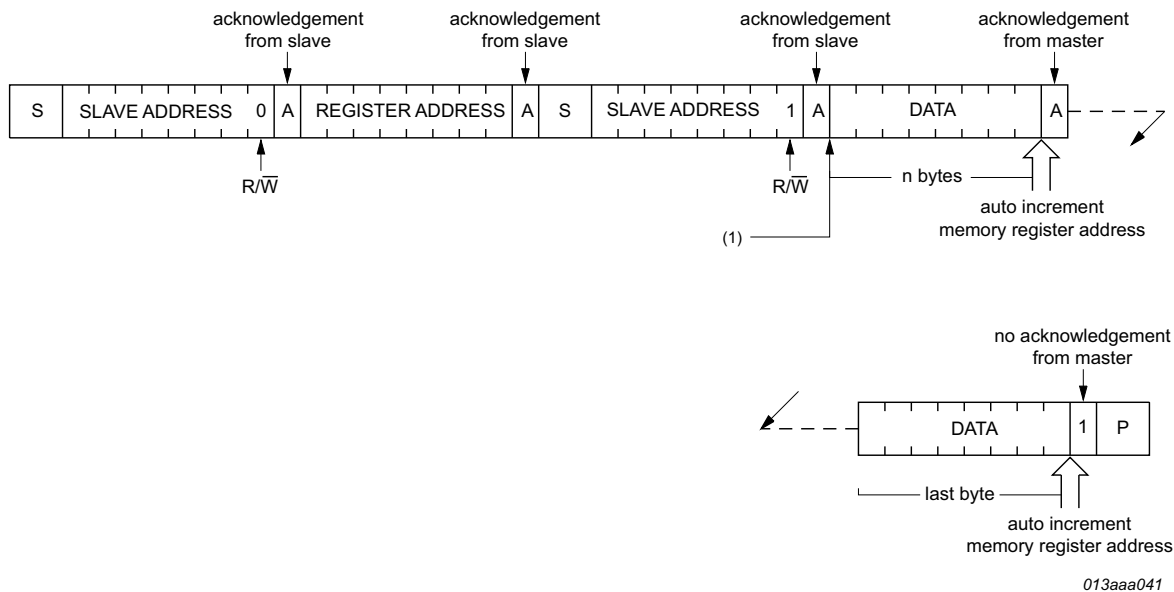 acknowledgement
from slave
acknowledgement
from slave
acknowledgement
from slave
acknowledgement
from master
S SLAVE ADDRESS 0 A REGISTER ADDRESS A S SLAVE ADDRESS 1 A DATA A
R/W̅
R/W̅
n bytes
auto increment
memory register address
(1)
no acknowledgement
from master
DATA 1 P
last byte
auto increment
memory register address
013aaa041